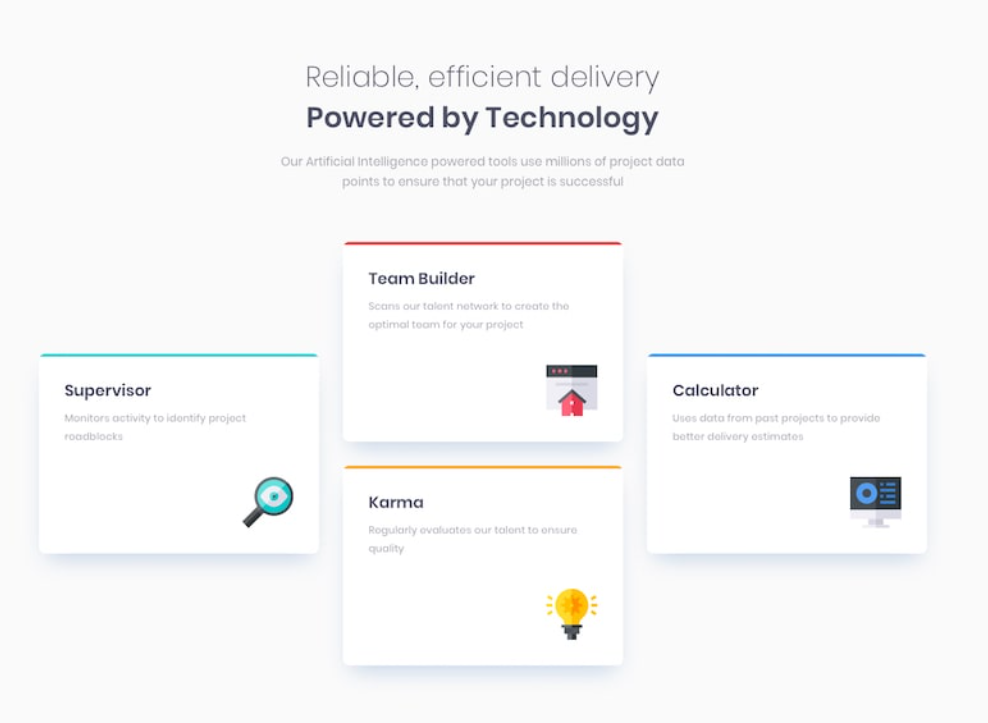 Reliable, efficient delivery
Powered by Technology
Our Artificial Intelligence powered tools use millions of project data
points to ensure that your project is successful
Team Builder
Scans our talent network to create the
optimal team for your project
Supervisor
Monitors activity to identify project
roadblocks
Calculator
Uses data from past projects to provide
better delivery estimates
Karma
Regularly evaluates our talent to ensure
quality